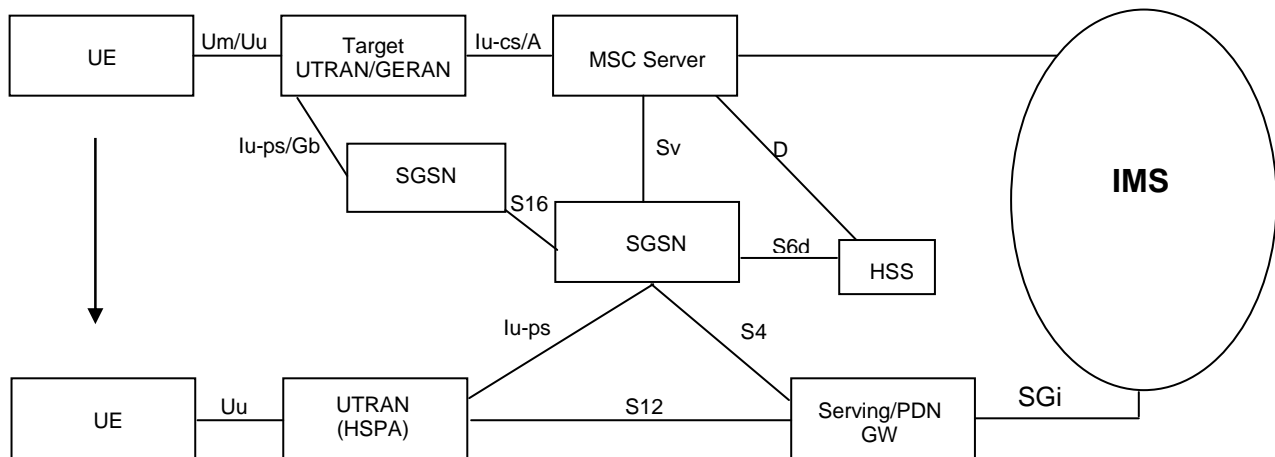 UE
Um/Uu
Target
UTRAN/GERAN
Iu-cs/A
MSC Server
Iu-ps/Gb
SGSN
S16
Sv
D
IMS
SGSN
S6d
HSS
Iu-ps
S4
UE
Uu
UTRAN
(HSPA)
S12
Serving/PDN
GW
SGi